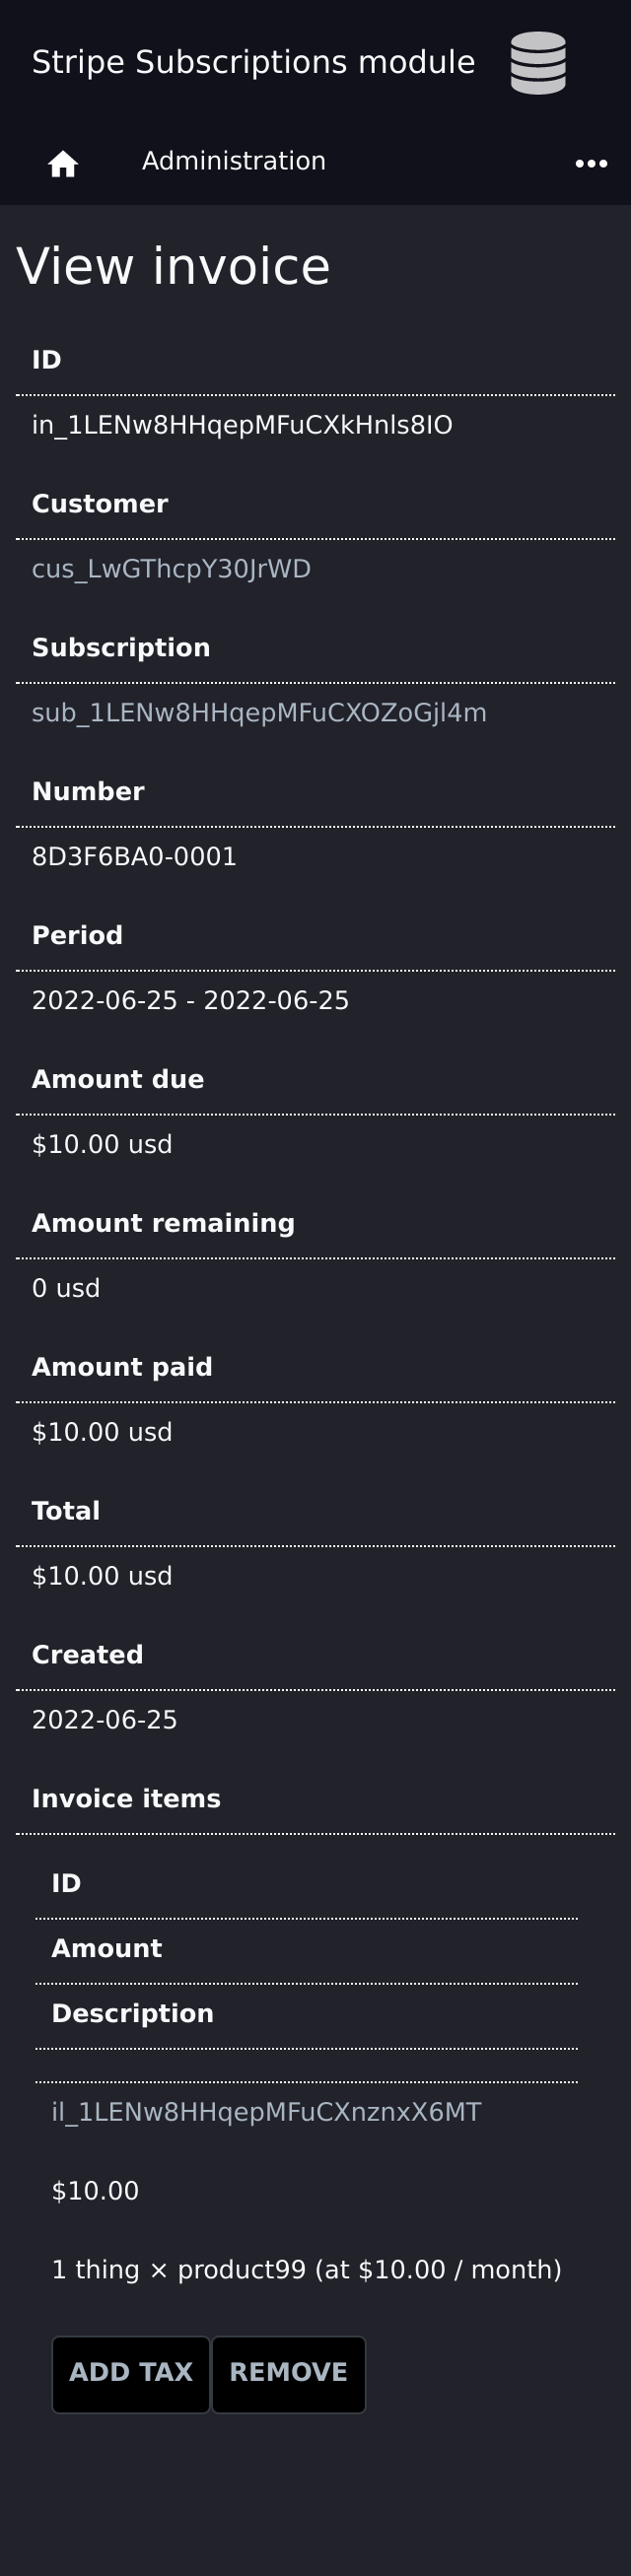 Stripe Subscriptions module
Administration
View invoice
ID
in_1LENw8HHqepMFuCXkHnls8IO
Customer
cus_LwGThcpY30JrWD
Subscription
sub_1LENw8HHqepMFuCXOZoGjl4m
Number
8D3F6BA0-0001
Period
2022-06-25 - 2022-06-25
Amount due
$10.00 usd
Amount remaining
0 usd
Amount paid
$10.00 usd
Total
$10.00 usd
Created
2022-06-25
Invoice items
ID
Amount
Description
il_1LENw8HHqepMFuCXnznxX6MT
$10.00
1 thing × product99 (at $10.00 / month)
ADD TAX REMOVE